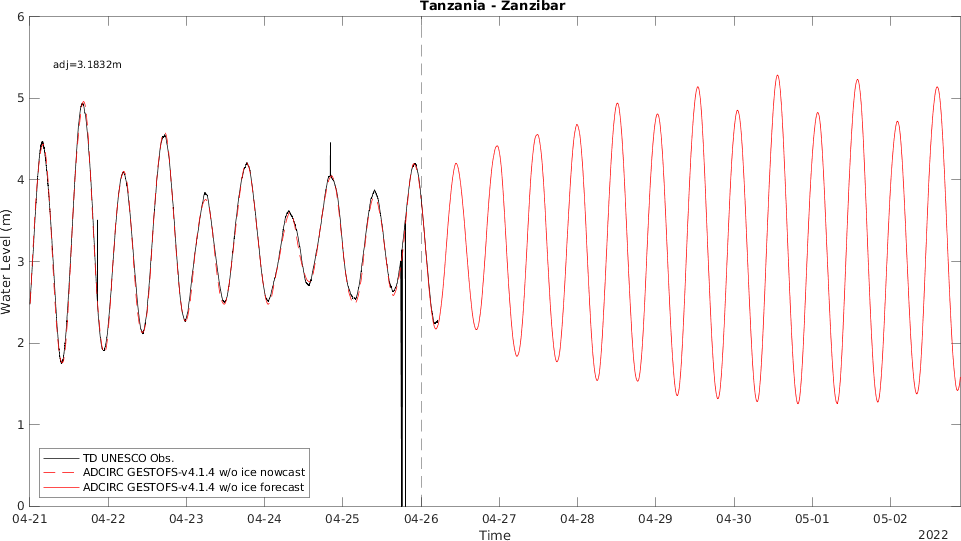 Tanzania - Zanzibar
6
adj=3.1832m
5
4
3
2
1
0
Water Level (m)
TD UNESCO Obs.
ADCIRC GESTOFS-v4.1.4 w/o ice nowcast
ADCIRC GESTOFS-v4.1.4 w/o ice forecast
04-21 04-22 04-23 04-24 04-25 04-26 04-27 04-28 04-29 04-30 05-01 05-02
Time
2022